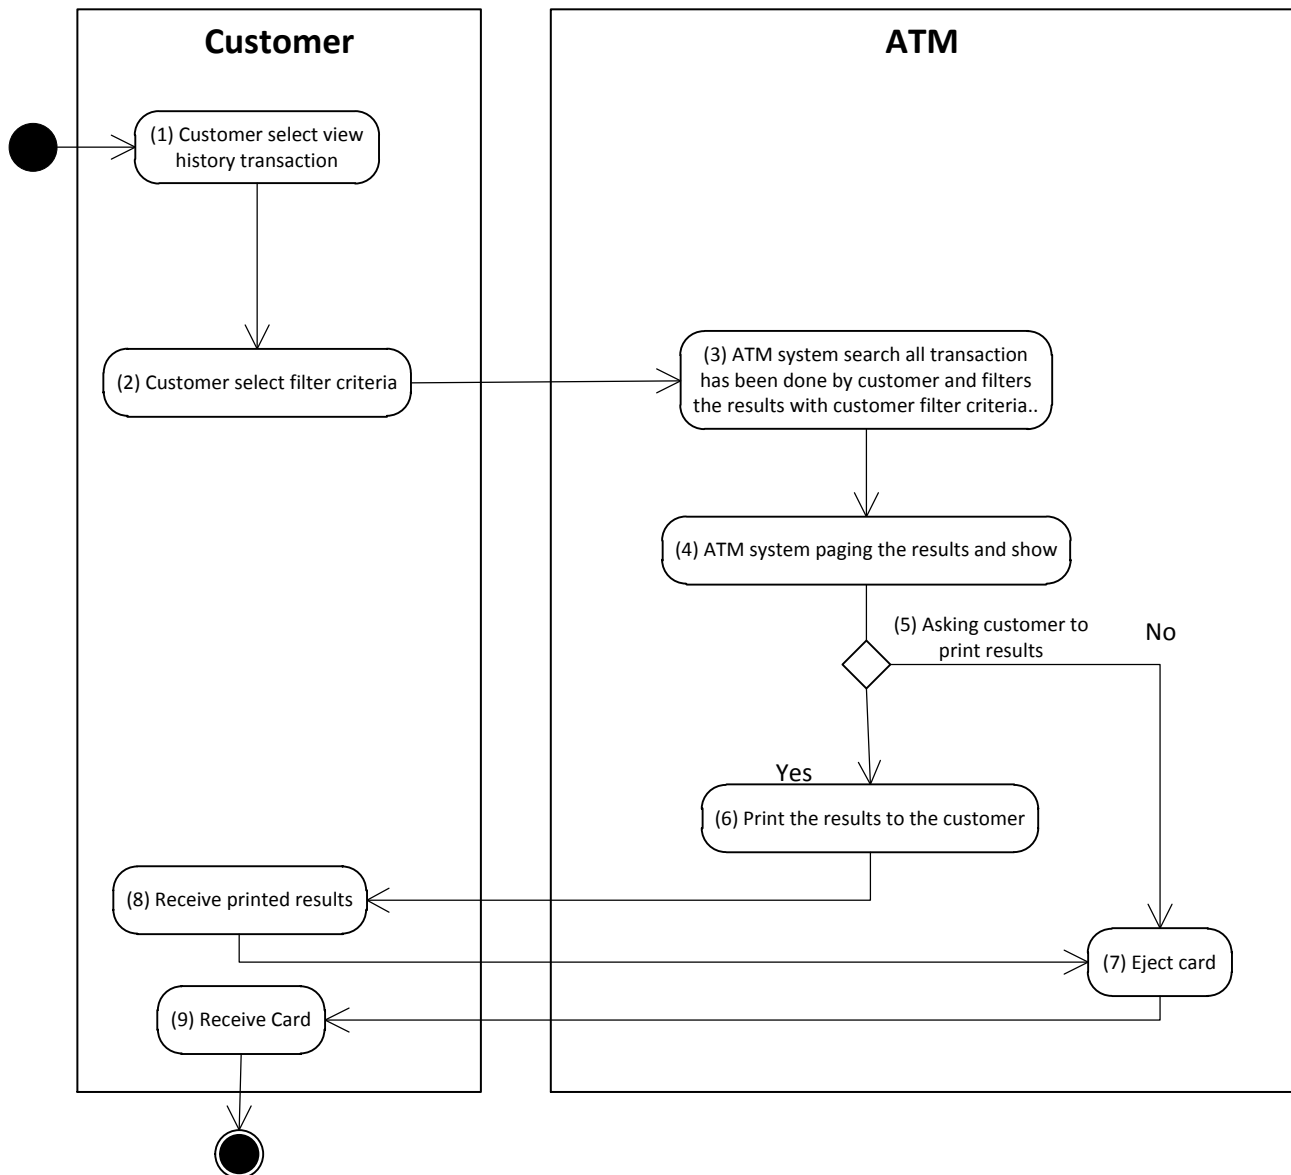 Customer
ATM
(1) Customer select view
history transaction
(2) Customer select filter criteria
(3) ATM system search all transaction
has been done by customer and filters
the results with customer filter criteria..
(4) ATM system paging the results and show
(5) Asking customer to
print results
No
Yes
(6) Print the results to the customer
(8) Receive printed results
(7) Eject card
(9) Receive Card